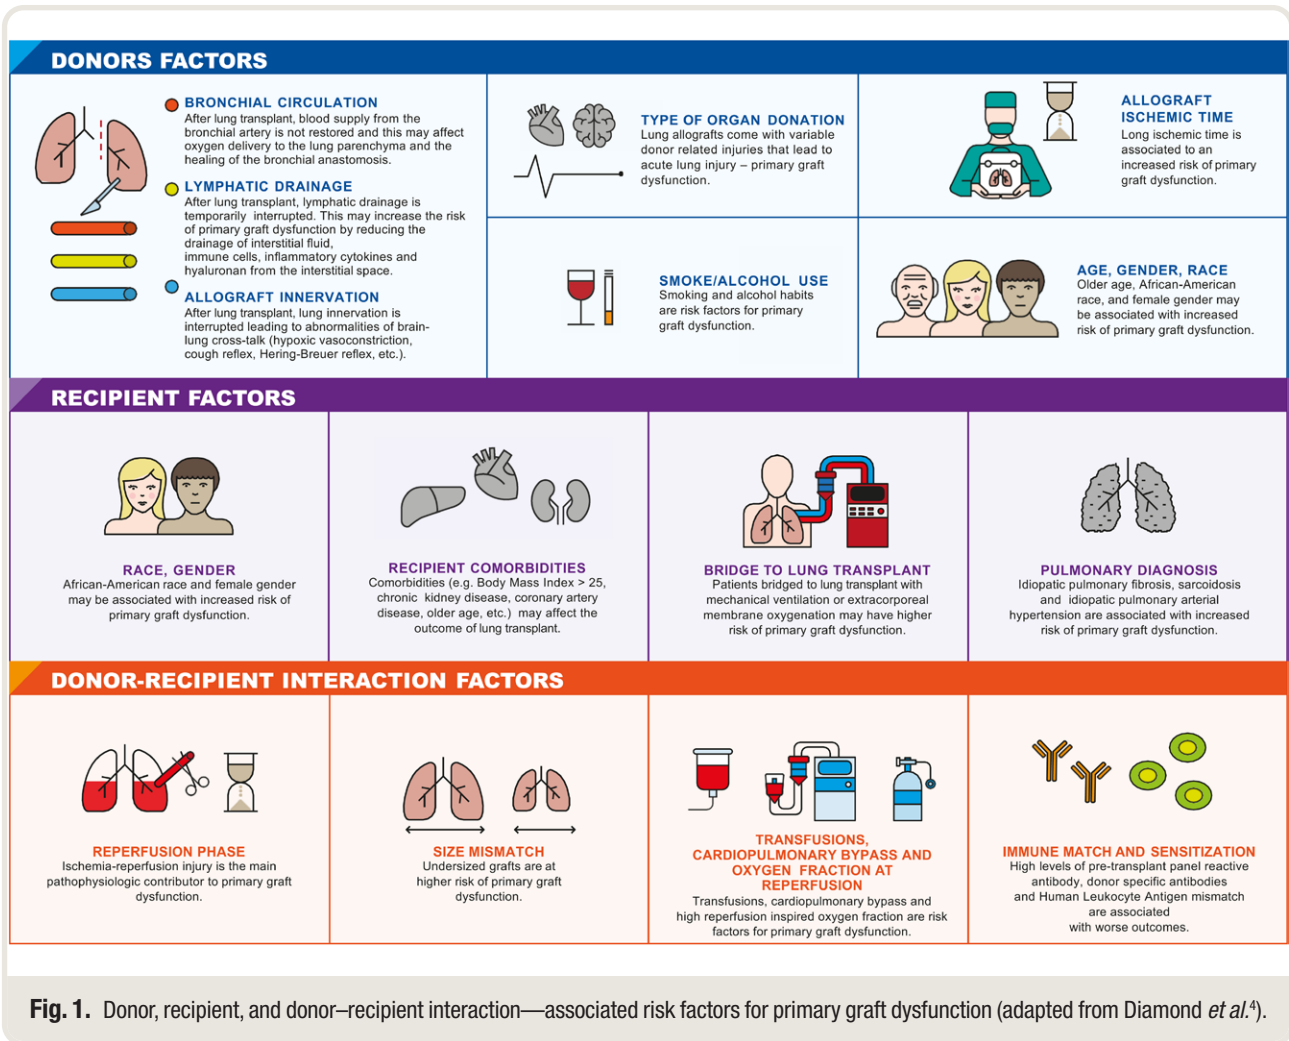 DONORS FACTORS
BRONCHIAL CIRCULATION
After lung transplant, blood supply from the
bronchial artery is not restored and this may affect
oxygen delivery to the lung parenchyma and the
healing of the bronchial anastomosis.
LYMPHATIC DRAINAGE
After lung transplant, lymphatic drainage is
temporarily interrupted. This may increase the risk
of primary graft dysfunction by reducing the
drainage of interstitial fluid,
immune cells, inflammatory cytokines and
hyaluronan from the interstitial space.
ALLOGRAFT INNERVATION
After lung transplant, lung innervation is
interrupted leading to abnormalities of brain-
lung cross-talk (hypoxic vasoconstriction,
cough reflex, Hering-Breuer reflex, etc.).
TYPE OF ORGAN DONATION
Lung allografts come with variable
donor related injuries that lead to
acute lung injury – primary graft
dysfunction.
ALLOGRAFT
ISCHEMIC TIME
Long ischemic time is
associated to an
increased risk of primary
graft dysfunction.
SMOKE/ALCOHOL USE
Smoking and alcohol habits
are risk factors for primary
graft dysfunction.
AGE, GENDER, RACE
Older age, African-American
race, and female gender may
be associated with increased
risk of primary graft dysfunction.
RECIPIENT FACTORS
RACE, GENDER
African-American race and female gender
may be associated with increased risk of
primary graft dysfunction.
RECIPIENT COMORBIDITIES
Comorbidities (e.g. Body Mass Index > 25,
chronic kidney disease, coronary artery
disease, older age, etc.) may affect the
outcome of lung transplant.
BRIDGE TO LUNG TRANSPLANT
Patients bridged to lung transplant with
mechanical ventilation or extracorporeal
membrane oxygenation may have higher
risk of primary graft dysfunction.
PULMONARY DIAGNOSIS
Idiopatic pulmonary fibrosis, sarcoidosis
and idiopatic pulmonary arterial
hypertension are associated with increased
risk of primary graft dysfunction.
DONOR-RECIPIENT INTERACTION FACTORS
REPERFUSION PHASE
Ischemia-reperfusion injury is the main
pathophysiologic contributor to primary graft
dysfunction.
SIZE MISMATCH
Undersized grafts are at
higher risk of primary graft
dysfunction.
TRANSFUSIONS,
CARDIOPULMONARY BYPASS AND
OXYGEN FRACTION AT
REPERFUSION
Transfusions, cardiopulmonary bypass and
high reperfusion inspired oxygen fraction are risk
factors for primary graft dysfunction.
IMMUNE MATCH AND SENSITIZATION
High levels of pre-transplant panel reactive
antibody, donor specific antibodies
and Human Leukocyte Antigen mismatch
are associated
with worse outcomes.
Fig. 1. Donor, recipient, and donor–recipient interaction—associated risk factors for primary graft dysfunction (adapted from Diamond et al.⁴).